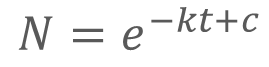 N = e^{-kt+c}